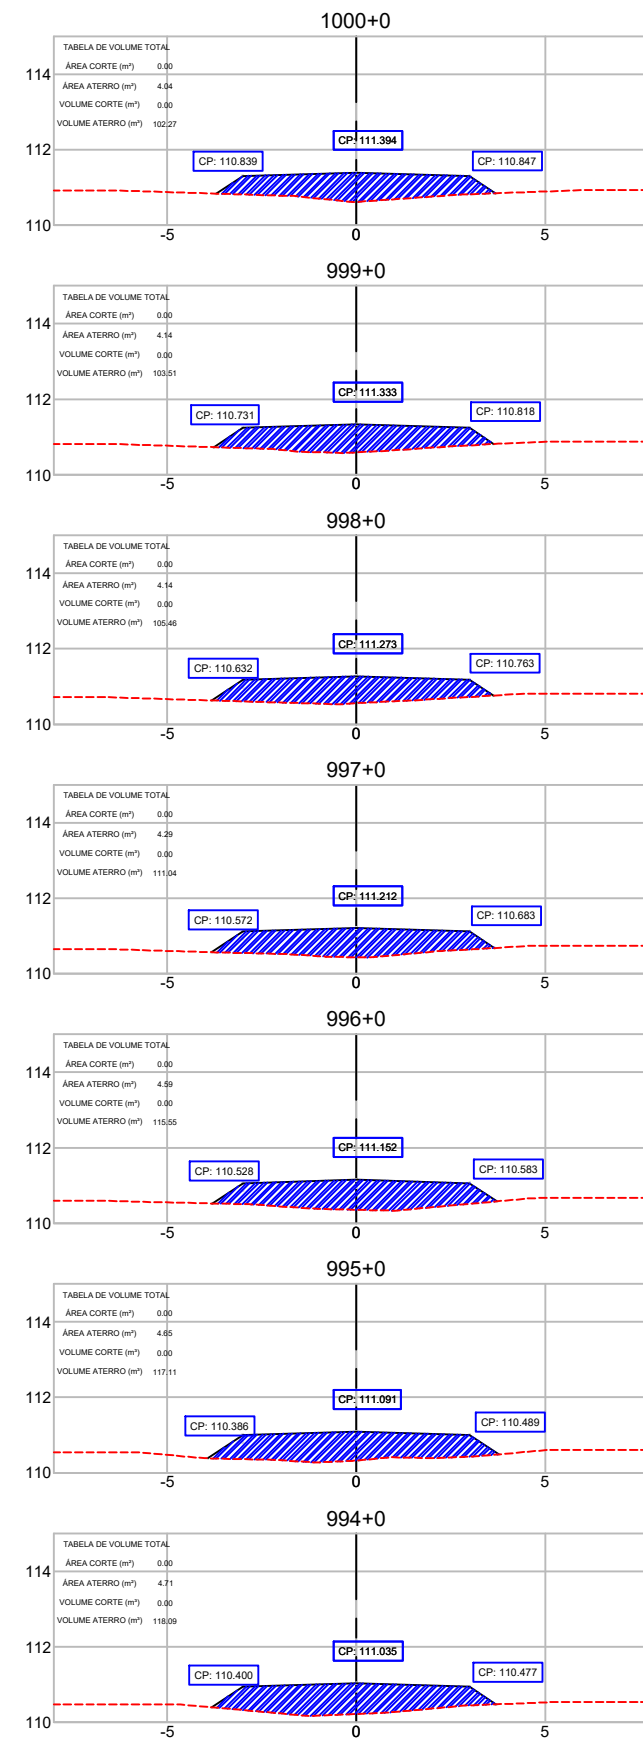 1000+0
TABELA DE VOLUME TOTAL
ÁREA CORTE (m²) 0.00
ÁREA ATERRO (m²) 4.04
VOLUME CORTE (m³) 0.00
VOLUME ATERRO (m³) 102.27
114
112
110
CP: 110.839
CP: 111.394
CP: 110.847
-5 0 5
999+0
TABELA DE VOLUME TOTAL
ÁREA CORTE (m²) 0.00
ÁREA ATERRO (m²) 4.14
VOLUME CORTE (m³) 0.00
VOLUME ATERRO (m³) 103.51
114
112
110
CP: 110.731
CP: 111.333
CP: 110.818
-5 0 5
998+0
TABELA DE VOLUME TOTAL
ÁREA CORTE (m²) 0.00
ÁREA ATERRO (m²) 4.14
VOLUME CORTE (m³) 0.00
VOLUME ATERRO (m³) 105.46
114
112
110
CP: 110.632
CP: 111.273
CP: 110.763
-5 0 5
997+0
TABELA DE VOLUME TOTAL
ÁREA CORTE (m²) 0.00
ÁREA ATERRO (m²) 4.29
VOLUME CORTE (m³) 0.00
VOLUME ATERRO (m³) 111.04
114
112
110
CP: 110.572
CP: 111.212
CP: 110.683
-5 0 5
996+0
TABELA DE VOLUME TOTAL
ÁREA CORTE (m²) 0.00
ÁREA ATERRO (m²) 4.59
VOLUME CORTE (m³) 0.00
VOLUME ATERRO (m³) 115.55
114
112
110
CP: 110.528
CP: 111.152
CP: 110.583
-5 0 5
995+0
TABELA DE VOLUME TOTAL
ÁREA CORTE (m²) 0.00
ÁREA ATERRO (m²) 4.65
VOLUME CORTE (m³) 0.00
VOLUME ATERRO (m³) 117.11
114
112
110
CP: 110.386
CP: 111.091
CP: 110.489
-5 0 5
994+0
TABELA DE VOLUME TOTAL
ÁREA CORTE (m²) 0.00
ÁREA ATERRO (m²) 4.71
VOLUME CORTE (m³) 0.00
VOLUME ATERRO (m³) 118.09
114
112
110
CP: 110.400
CP: 111.035
CP: 110.477
-5 0 5